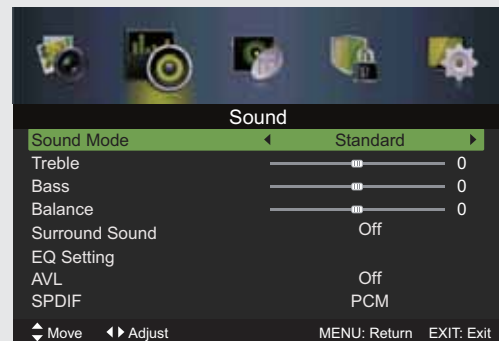 Sound
Sound Mode Standard
Treble 0
Bass 0
Balance 0
Surround Sound Off
EQ Setting
AVL Off
SPDIF PCM
Move Adjust MENU: Return EXIT: Exit